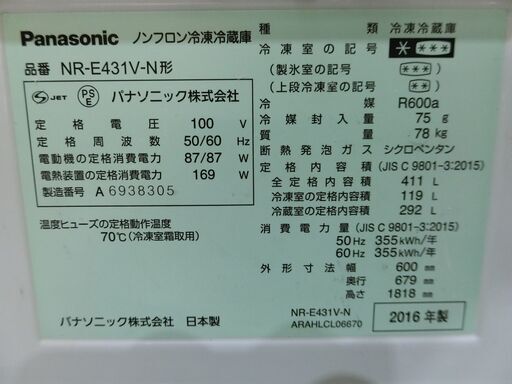 Panasonic ノンフロン冷凍冷蔵庫
品番 NR-E431V-N形
S JET PS E パナソニック株式会社
定格電圧 100 V
定格周波数 50/60 Hz
電動機の定格消費電力 87/87 W
電熱装置の定格消費電力 169 W
製造番号 A 6938305
温度ヒューズの定格動作温度
70℃(冷凍室霜取用)
パナソニック株式会社 日本製
種類 冷凍冷蔵庫
冷凍室の記号 * ***
(製氷室の記号 *** )
(上段冷凍室の記号 ** )
冷媒 R600a
冷媒封入量 75 g
質量 78 kg
断熱発泡ガス シクロペンタン
定格内容積 (JIS C 9801-3:2015)
全定格内容積 411 L
冷凍室の定格内容積 119 L
冷蔵室の定格内容積 292 L
消費電力量 (JIS C 9801-3:2015)
50 Hz 355 kWh/年
60 Hz 355 kWh/年
外形寸法 幅 600 mm
奥行 679 mm
高さ 1818 mm
NR-E431V-N
ARAHLCL06670
2016 年製